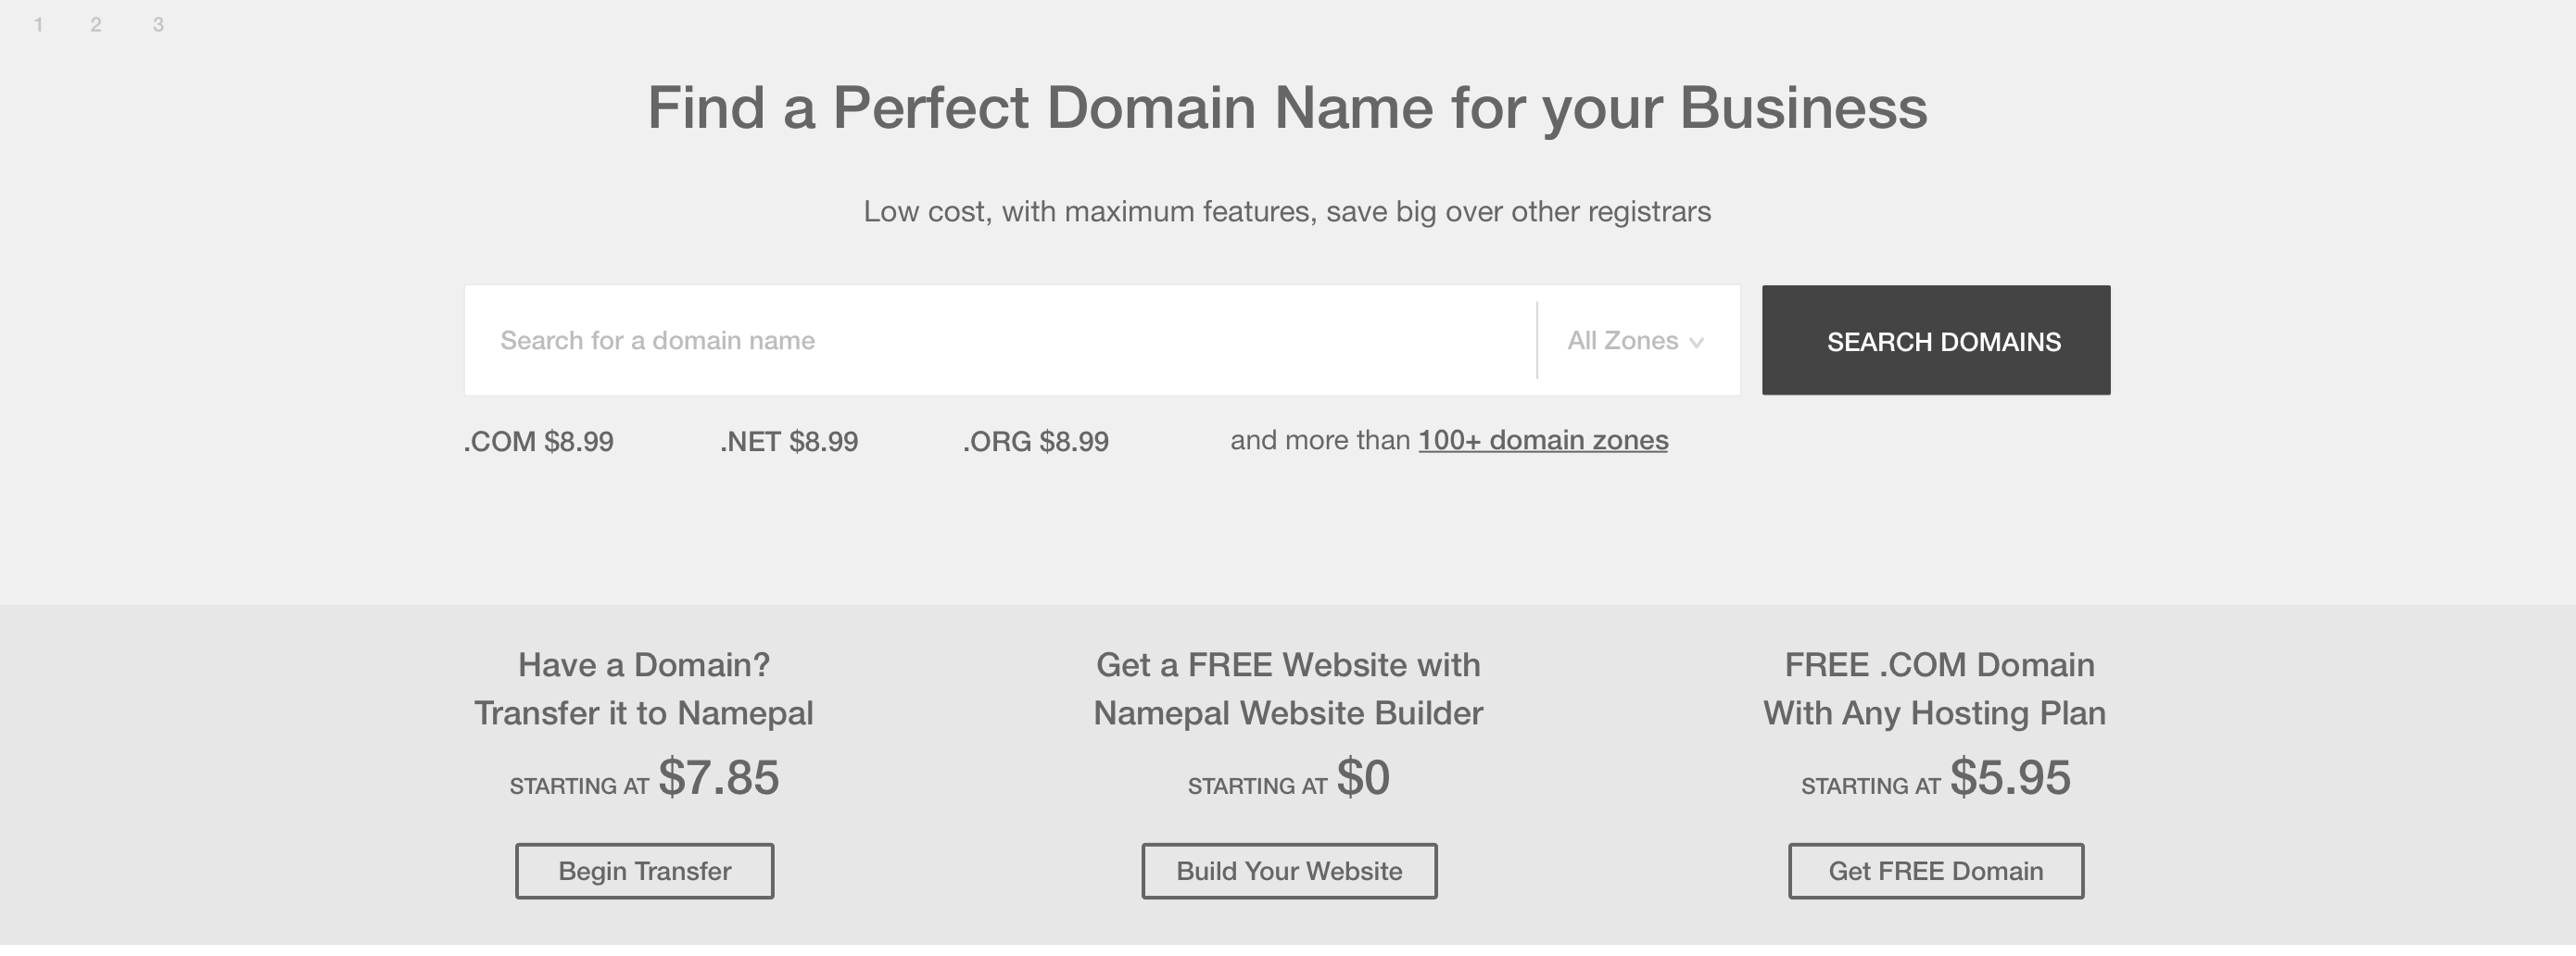 1 2 3
Find a Perfect Domain Name for your Business
Low cost, with maximum features, save big over other registrars
Search for a domain name
All Zones
SEARCH DOMAINS
.COM $8.99
.NET $8.99
.ORG $8.99
and more than 100+ domain zones
Have a Domain?
Transfer it to Namepal
STARTING AT $7.85
Begin Transfer
Get a FREE Website with
Namepal Website Builder
STARTING AT $0
Build Your Website
FREE .COM Domain
With Any Hosting Plan
STARTING AT $5.95
Get FREE Domain